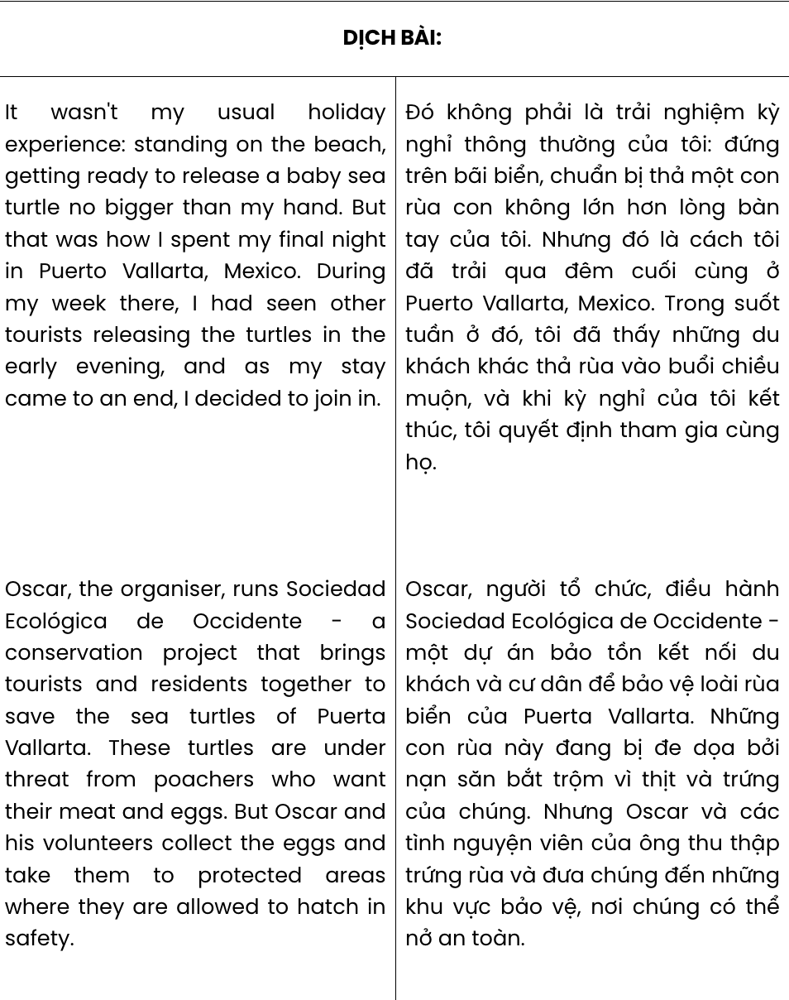 DỊCH BÀI:
It wasn't my usual holiday
experience: standing on the beach,
getting ready to release a baby sea
turtle no bigger than my hand. But
that was how I spent my final night
in Puerto Vallarta, Mexico. During
my week there, I had seen other
tourists releasing the turtles in the
early evening, and as my stay
came to an end, I decided to join in.
Đó không phải là trải nghiệm kỳ
nghỉ thông thường của tôi: đứng
trên bãi biển, chuẩn bị thả một con
rùa con không lớn hơn lòng bàn
tay của tôi. Nhưng đó là cách tôi
đã trải qua đêm cuối cùng ở
Puerto Vallarta, Mexico. Trong suốt
tuần ở đó, tôi đã thấy những du
khách khác thả rùa vào buổi chiều
muộn, và khi kỳ nghỉ của tôi kết
thúc, tôi quyết định tham gia cùng
họ.
Oscar, the organiser, runs Sociedad
Ecológica de Occidente - a
conservation project that brings
tourists and residents together to
save the sea turtles of Puerta
Vallarta. These turtles are under
threat from poachers who want
their meat and eggs. But Oscar and
his volunteers collect the eggs and
take them to protected areas
where they are allowed to hatch in
safety.
Oscar, người tổ chức, điều hành
Sociedad Ecológica de Occidente -
một dự án bảo tồn kết nối du
khách và cư dân để bảo vệ loài rùa
biển của Puerta Vallarta. Những
con rùa này đang bị đe dọa bởi
nạn săn bắt trộm vì thịt và trứng
của chúng. Nhưng Oscar và các
tình nguyện viên của ông thu thập
trứng rùa và đưa chúng đến những
khu vực bảo vệ, nơi chúng có thể
nở an toàn.